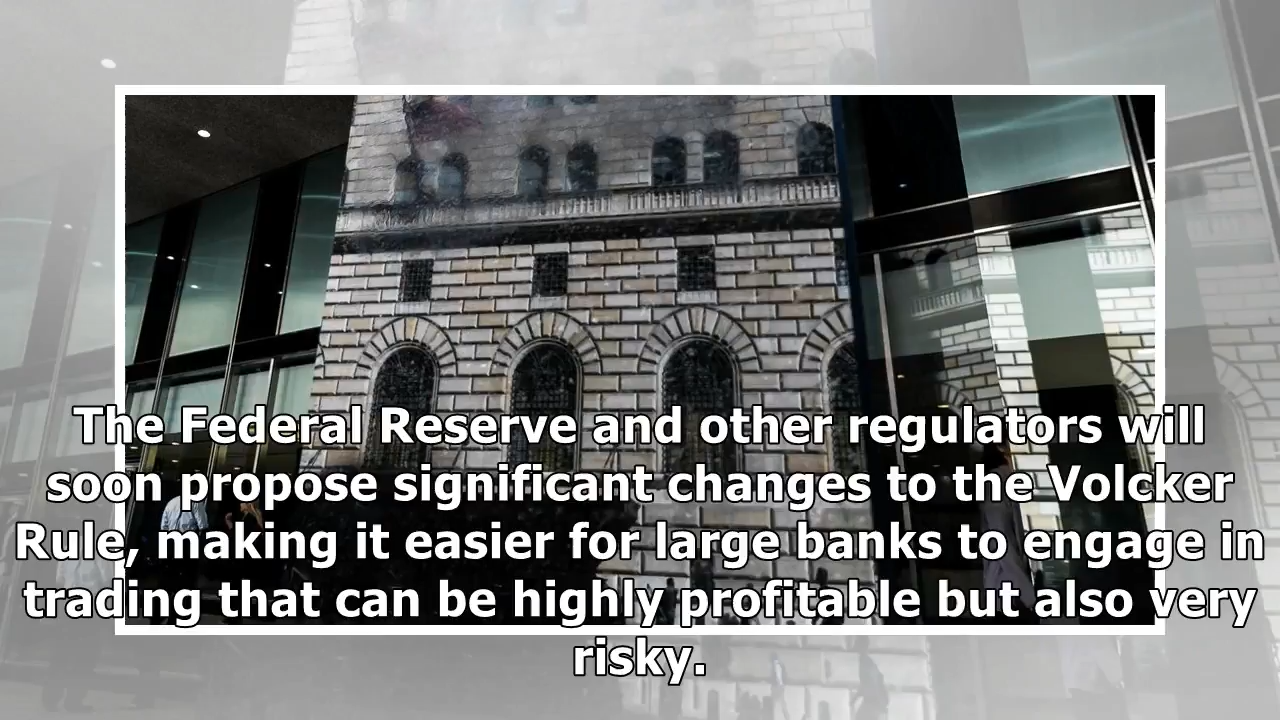 The Federal Reserve and other regulators will
soon propose significant changes to the Volcker
Rule, making it easier for large banks to engage in
trading that can be highly profitable but also very
risky.